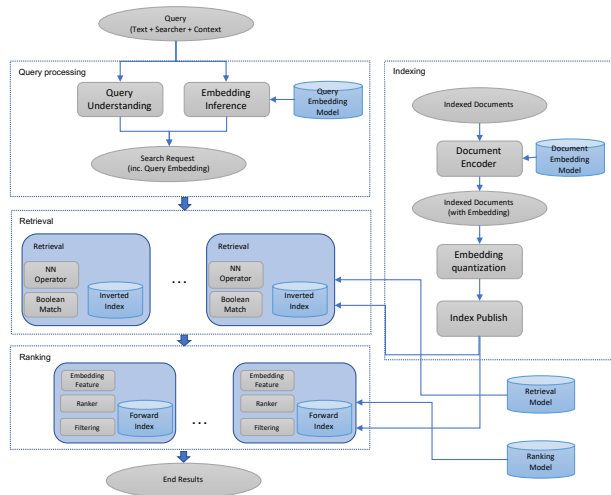 Query
(Text + Searcher + Context
Query processing
Query
Understanding
Embedding
Inference
Query
Embedding
Model
Search Request
(inc. Query Embedding)
Indexing
Indexed Documents
Document
Encoder
Document
Embedding
Model
Indexed Documents
(with Embedding)
Embedding
quantization
Index Publish
Retrieval
Retrieval
NN
Operator
Boolean
Match
Inverted
Index
...
Retrieval
NN
Operator
Boolean
Match
Inverted
Index
Ranking
Embedding
Feature
Ranker
Filtering
Forward
Index
...
Embedding
Feature
Ranker
Filtering
Forward
Index
Retrieval
Model
Ranking
Model
End Results